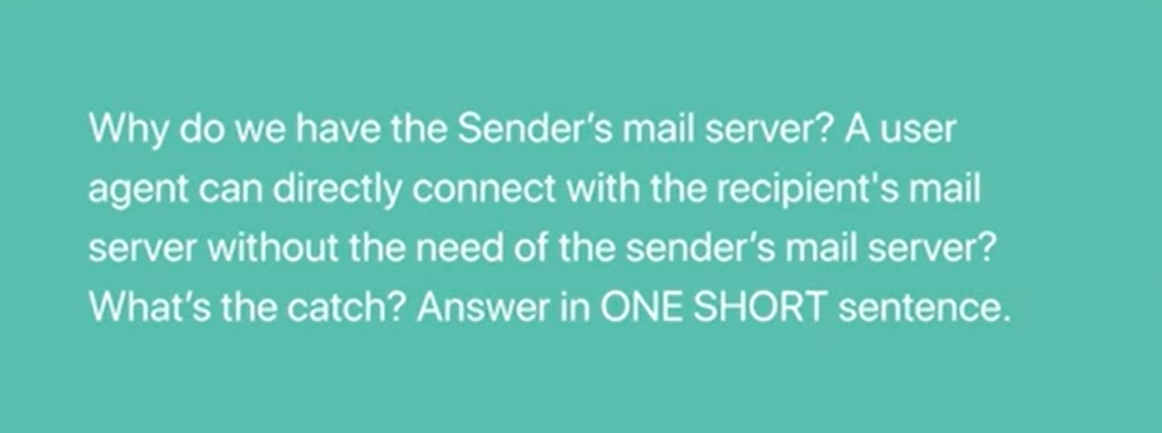 Why do we have the Sender’s mail server? A user
agent can directly connect with the recipient's mail
server without the need of the sender’s mail server?
What’s the catch? Answer in ONE SHORT sentence.